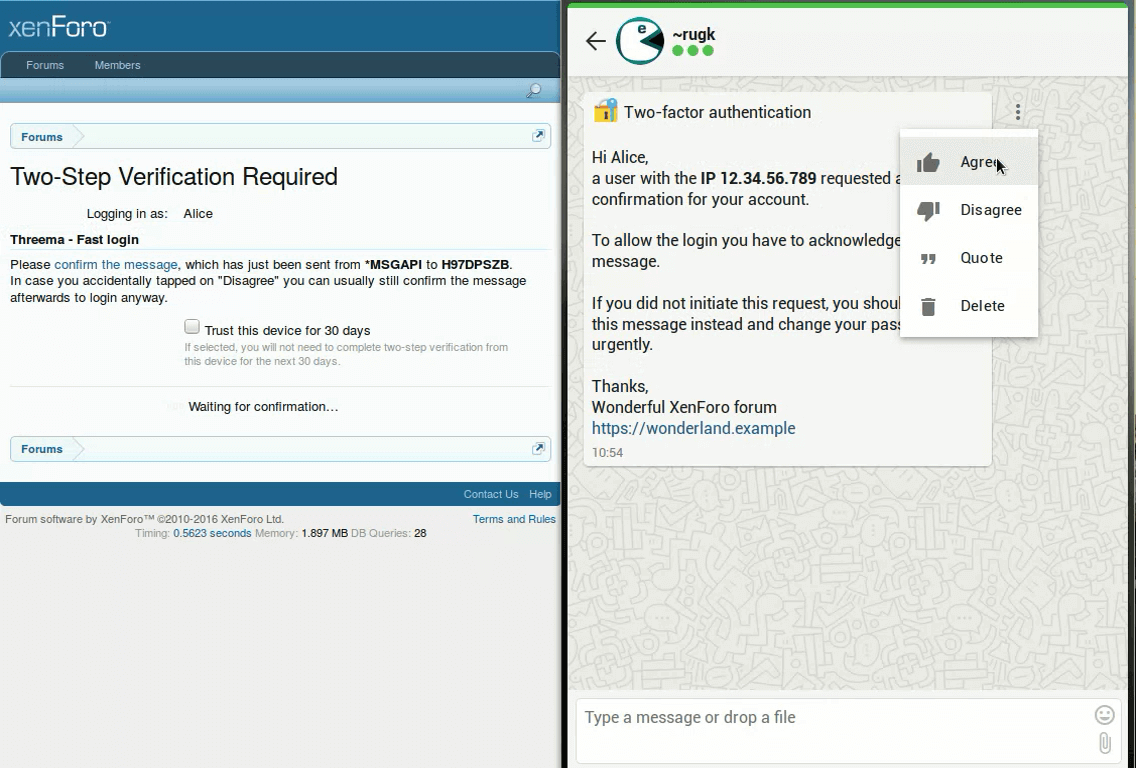 xenForo
Forums Members
Forums
Two-Step Verification Required
Logging in as: Alice
Threema - Fast login
Please confirm the message, which has just been sent from *MSGAPI to H97DPSZB.
In case you accidentally tapped on "Disagree" you can usually still confirm the message
afterwards to login anyway.
Trust this device for 30 days
If selected, you will not need to complete two-step verification from
this device for the next 30 days.
Waiting for confirmation...
Forums
Contact Us Help
Forum software by XenForo™ ©2010-2016 XenForo Ltd. Terms and Rules
Timing: 0.5623 seconds Memory: 1.897 MB DB Queries: 28
~rugk
Two-factor authentication
Hi Alice,
a user with the IP 12.34.56.789 requested
confirmation for your account.
To allow the login you have to acknowledge
message.
If you did not initiate this request, you
this message instead and change your
urgently.
Thanks,
Wonderful XenForo forum
https://wonderland.example
10:54
Agree
Disagree
Quote
Delete
Type a message or drop a file